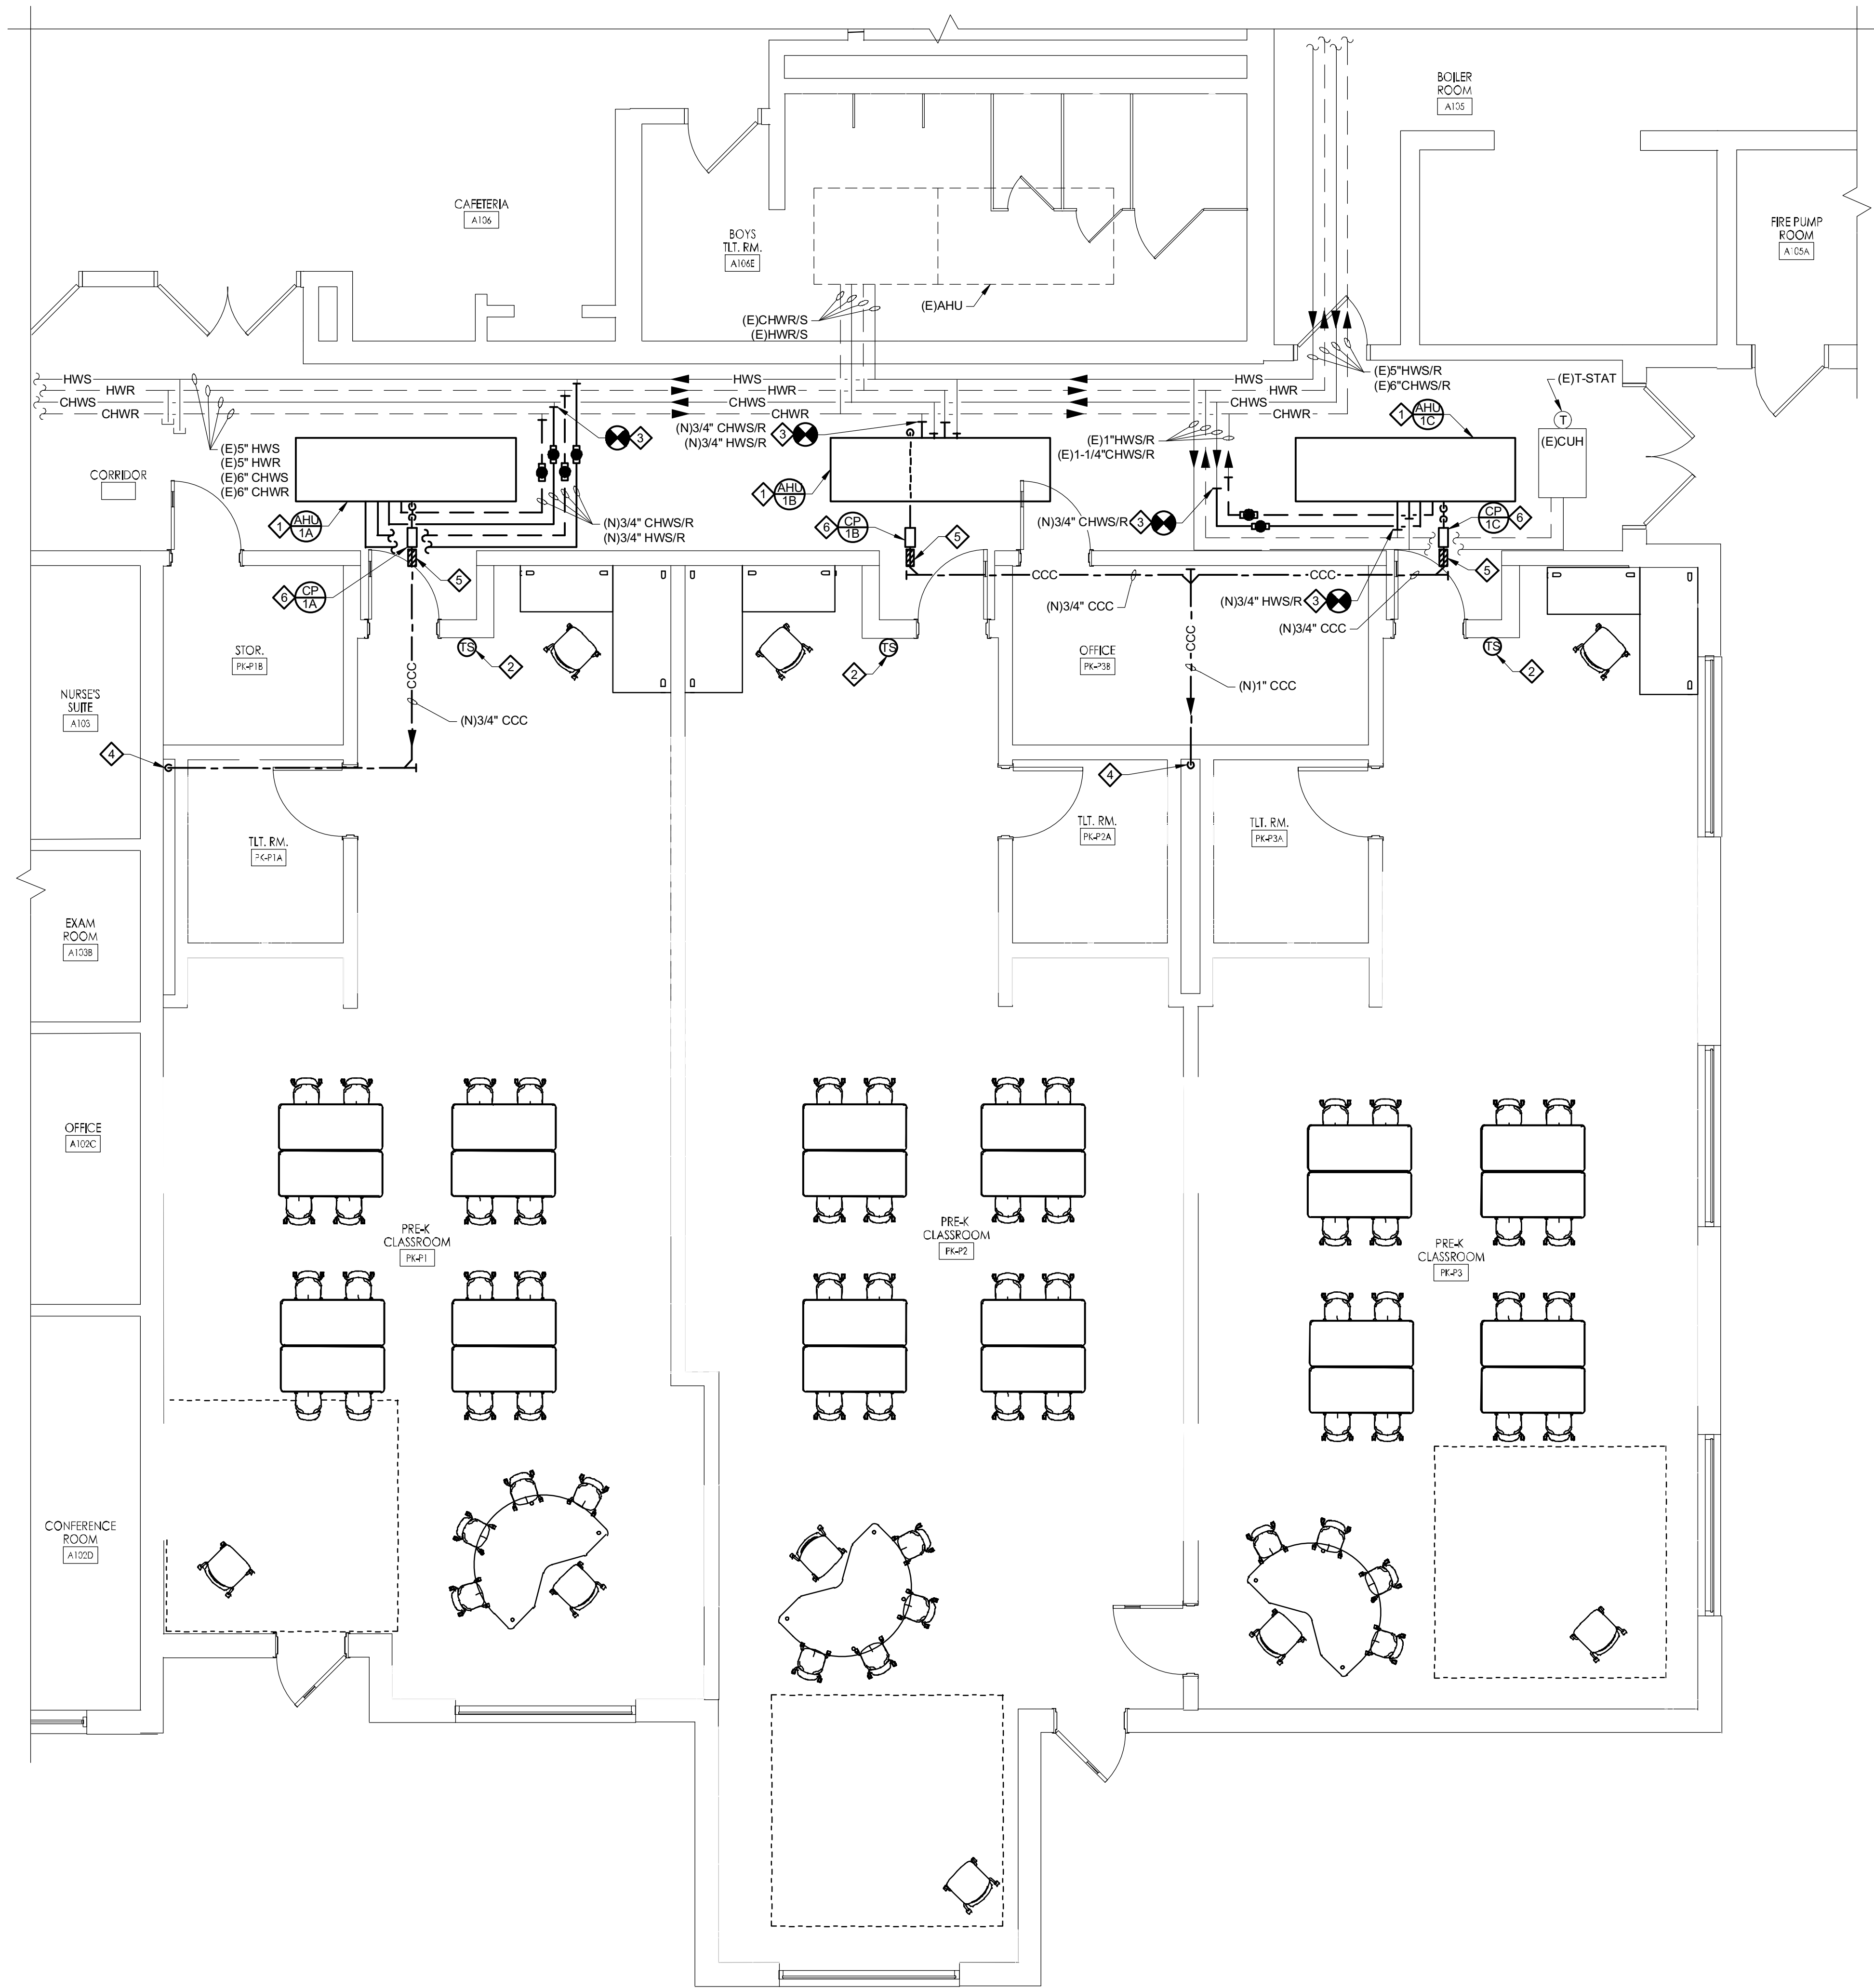 BOILER
ROOM
A105
CAFETERIA
A106
BOYS
TLT. RM.
A106E
FIRE PUMP
ROOM
A105A
(E)AHU
(E)CHWR/S
(E)HWR/S
(E)5"HWS/R
(E)6"CHWS/R
(E)T-STAT
T
(E)CUH
HWS
HWR
CHWS
CHWR
HWS
HWR
CHWS
CHWR
HWS
HWR
CHWS
CHWR
(E)5" HWS
(E)5" HWR
(E)6" CHWS
(E)6" CHWR
CORRIDOR
1
AHU
1A
3
(N)3/4" CHWS/R
(N)3/4" HWS/R
(N)3/4" CHWS/R
(N)3/4" HWS/R
3
1
AHU
1B
(E)1"HWS/R
(E)1-1/4"CHWS/R
1
AHU
1C
6
CP
1A
5
6
CP
1B
5
(N)3/4" CHWS/R
3
CP
1C
6
5
CCC
CCC
(N)3/4" CCC
(N)3/4" HWS/R
3
(N)3/4" CCC
STOR.
PK-P1B
TS
2
TS
2
OFFICE
PK-P3B
CCC
(N)1" CCC
TS
2
NURSE'S
SUITE
A103
CCC
(N)3/4" CCC
4
4
TLT. RM.
PK-P1A
TLT. RM.
PK-P2A
TLT. RM.
PK-P3A
EXAM
ROOM
A103B
OFFICE
A102C
PRE-K
CLASSROOM
PK-P1
PRE-K
CLASSROOM
PK-P2
PRE-K
CLASSROOM
PK-P3
CONFERENCE
ROOM
A102D